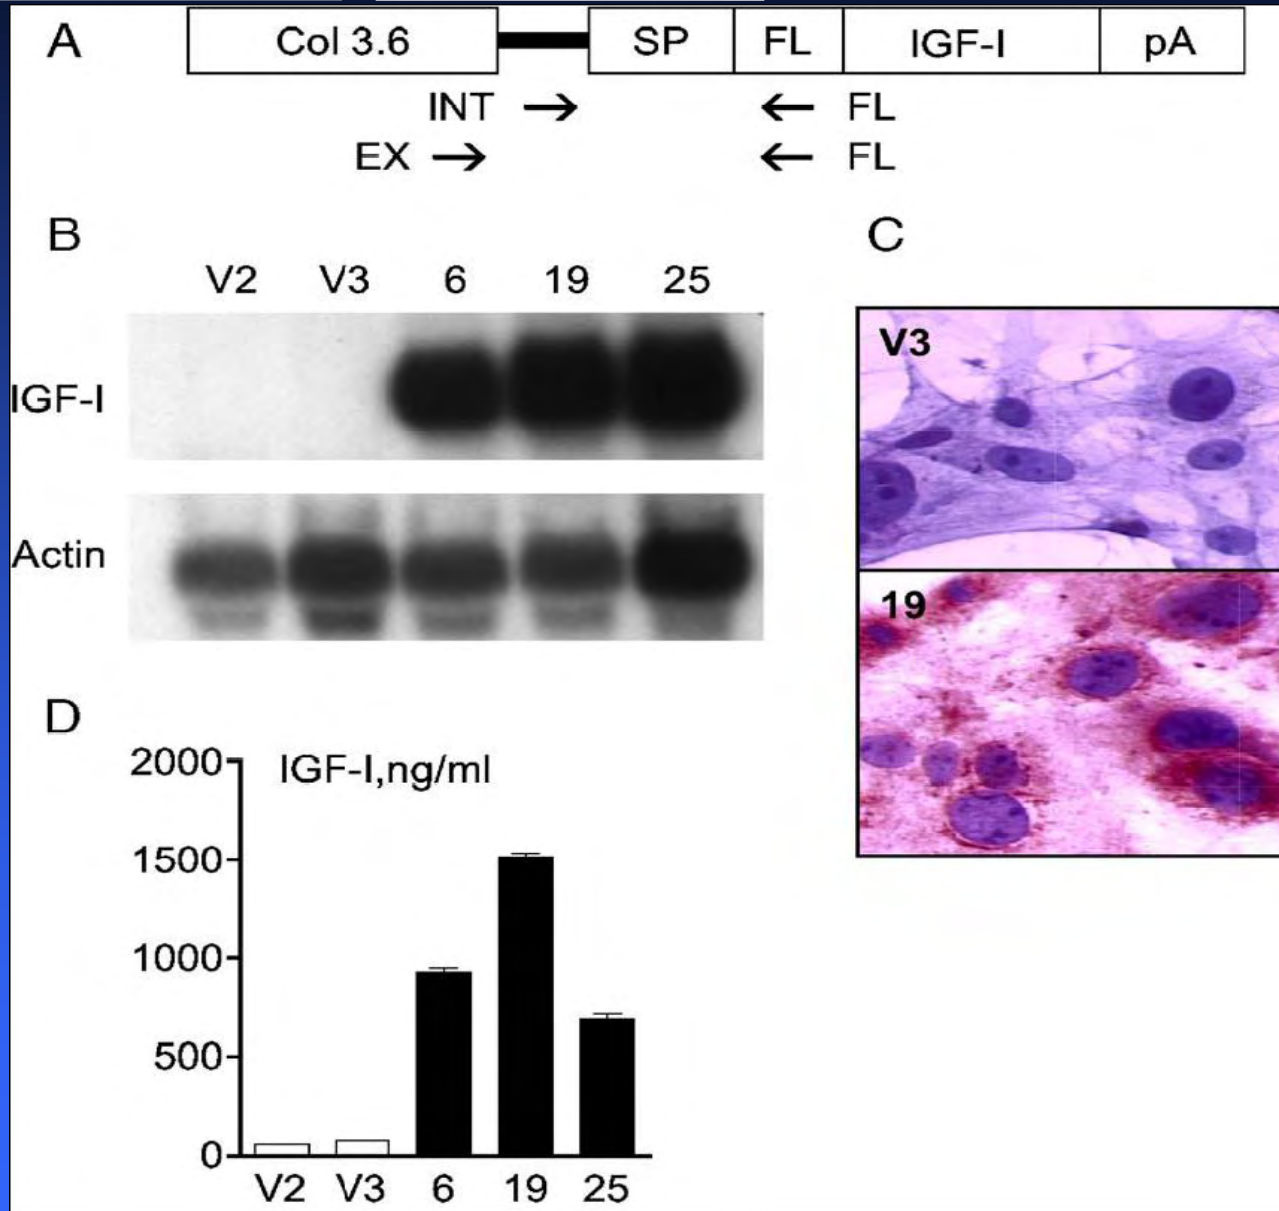 A
Col 3.6 SP FL IGF-I pA
INT → ← FL
EX → ← FL
B
V2 V3 6 19 25
IGF-I
Actin
C
V3
19
D
IGF-I,ng/ml
2000
1500
1000
500
0
V2 V3 6 19 25